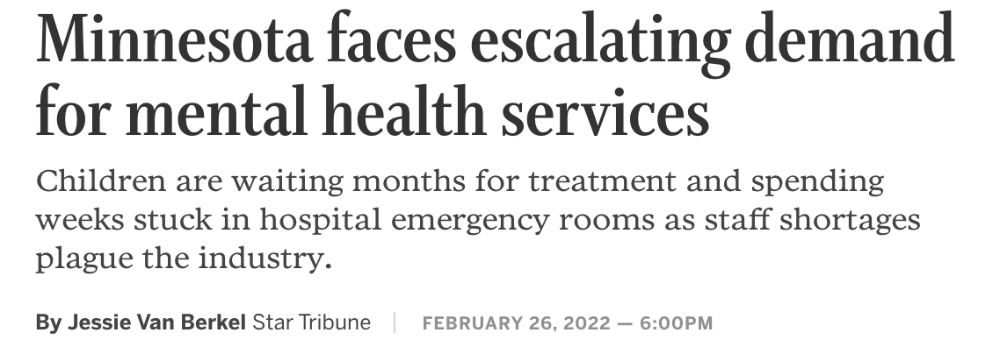 Minnesota faces escalating demand
for mental health services
Children are waiting months for treatment and spending
weeks stuck in hospital emergency rooms as staff shortages
plague the industry.
By Jessie Van Berkel Star Tribune | FEBRUARY 26, 2022 — 6:00PM